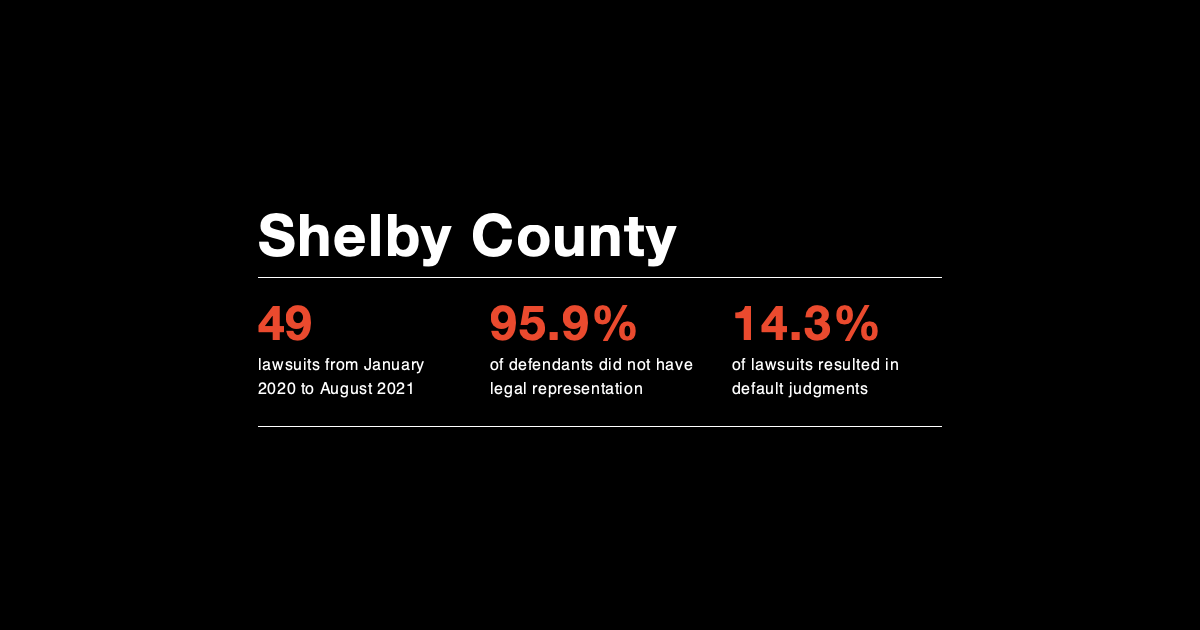 Shelby County
49
lawsuits from January
2020 to August 2021
95.9%
of defendants did not have
legal representation
14.3%
of lawsuits resulted in
default judgments